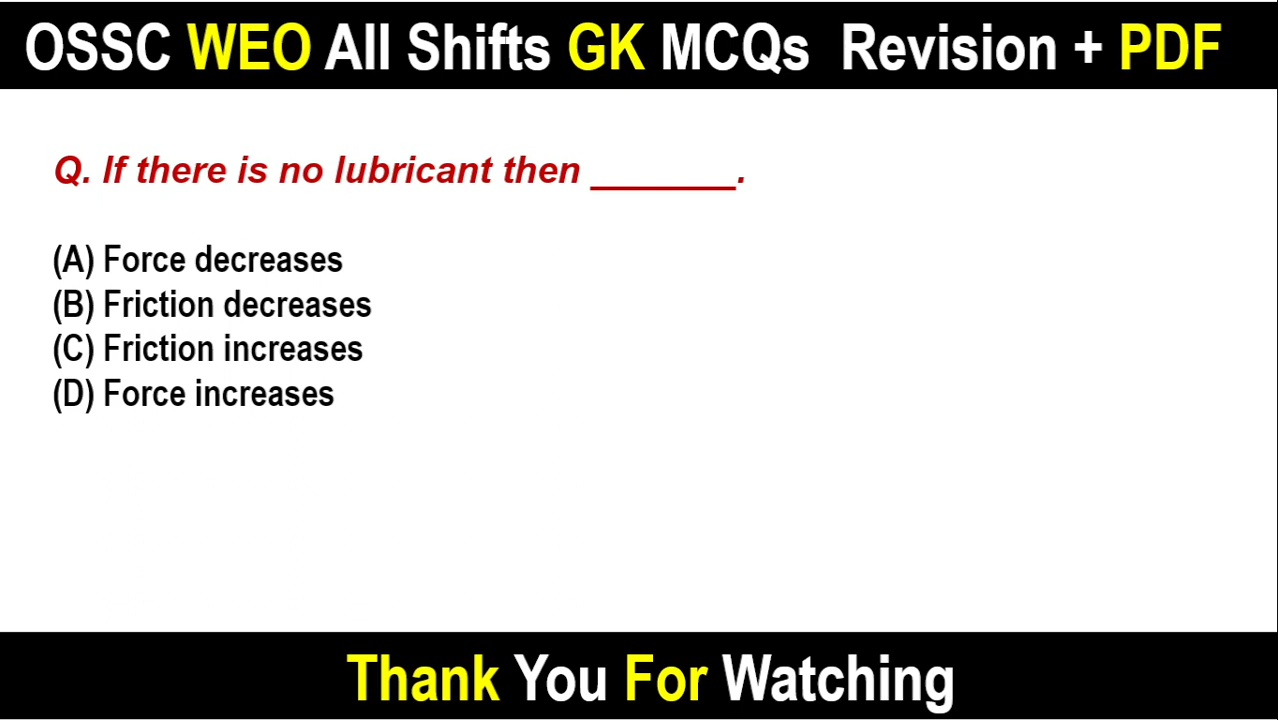 OSSC WEO All Shifts GK MCQs Revision + PDF
Q. If there is no lubricant then _______.
(A) Force decreases
(B) Friction decreases
(C) Friction increases
(D) Force increases
Thank You For Watching